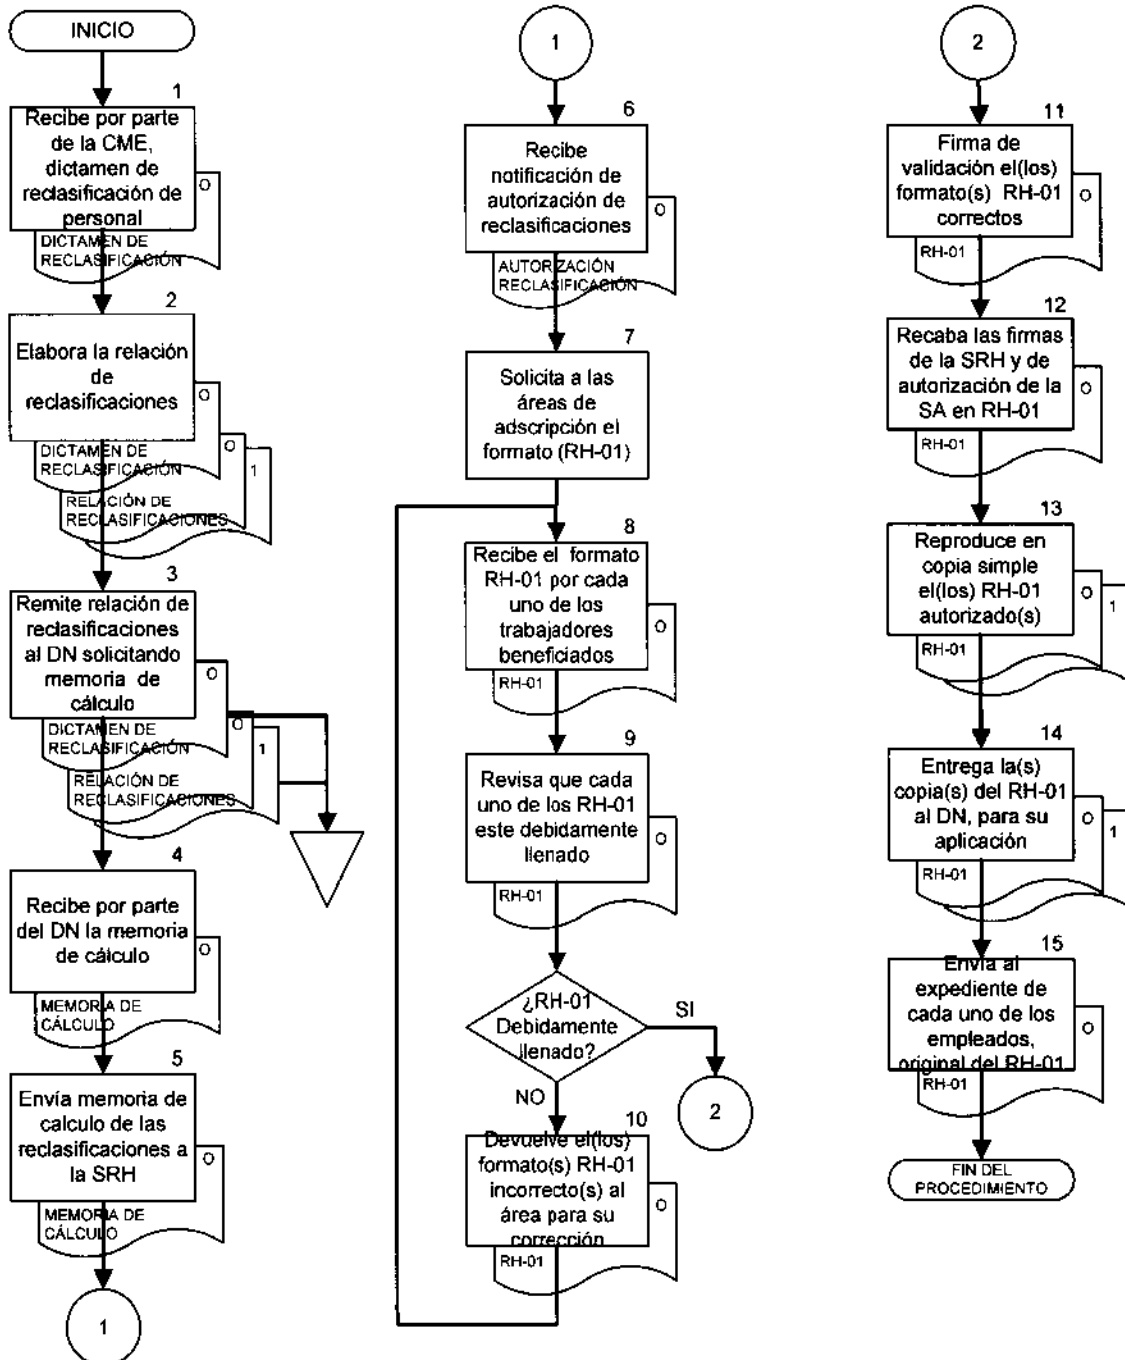 INICIO
1
Recibe por parte
de la CME,
dictamen de
reclasificación de
personal
O
DICTAMEN DE
RECLASIFICACIÓN
2
Elabora la relación
de
reclasificaciones
O
DICTAMEN DE
RECLASIFICACIÓN
O
RELACIÓN DE
RECLASIFICACIONES
1
3
Remite relación de
reclasificaciones
al DN solicitando
memoria de
cálculo
O
DICTAMEN DE
RECLASIFICACIÓN
O
RELACIÓN DE
RECLASIFICACIONES
1
4
Recibe por parte
del DN la memoria
de cálculo
O
MEMORIA DE
CÁLCULO
5
Envía memoria de
calculo de las
reclasificaciones a
la SRH
O
MEMORIA DE
CÁLCULO
1
1
6
Recibe
notificación de
autorización de
reclasificaciones
O
AUTORIZACIÓN
RECLASIFICACIÓN
7
Solicita a las
áreas de
adscripción el
formato (RH-01)
8
Recibe el formato
RH-01 por cada
uno de los
trabajadores
beneficiados
O
RH-01
9
Revisa que cada
uno de los RH-01
este debidamente
llenado
O
RH-01
¿RH-01
Debidamente
llenado?
SI
2
NO
10
Devuelve el(los)
formato(s) RH-01
incorrecto(s) al
área para su
corrección
O
RH-01
2
11
Firma de
validación el(los)
formato(s) RH-01
correctos
O
RH-01
12
Recaba las firmas
de la SRH y de
autorización de la
SA en RH-01
O
RH-01
13
Reproduce en
copia simple
el(los) RH-01
autorizado(s)
O
1
RH-01
14
Entrega la(s)
copia(s) del RH-01
al DN, para su
aplicación
O
1
RH-01
15
Envía al
expediente de
cada uno de los
empleados,
original del RH-01
O
RH-01
FIN DEL
PROCEDIMIENTO